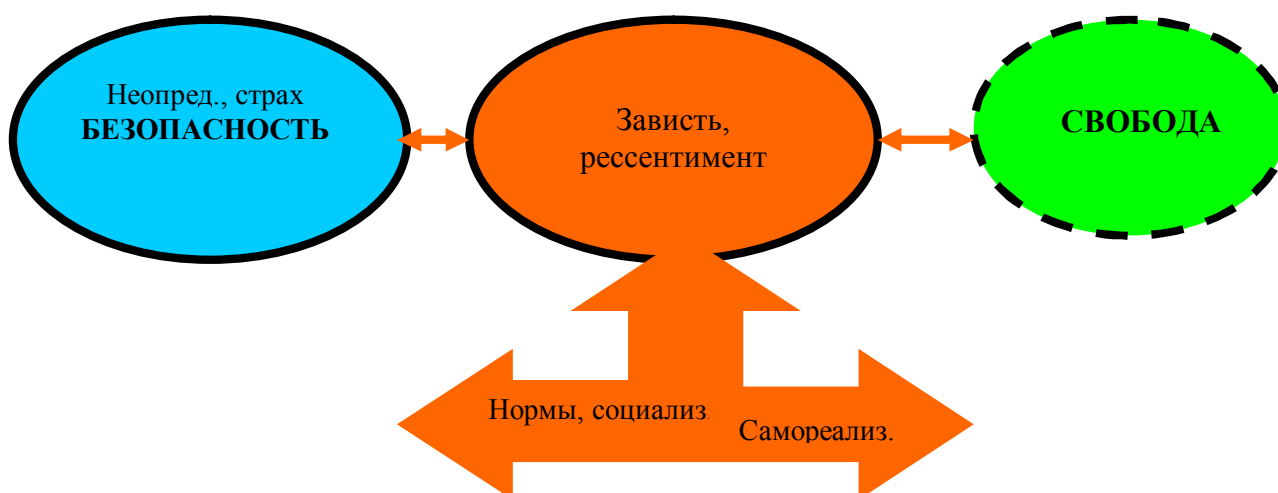 Неопред., страх
БЕЗОПАСНОСТЬ
Зависть,
рессентимент
СВОБОДА
Нормы, социализ.
Самореализ.